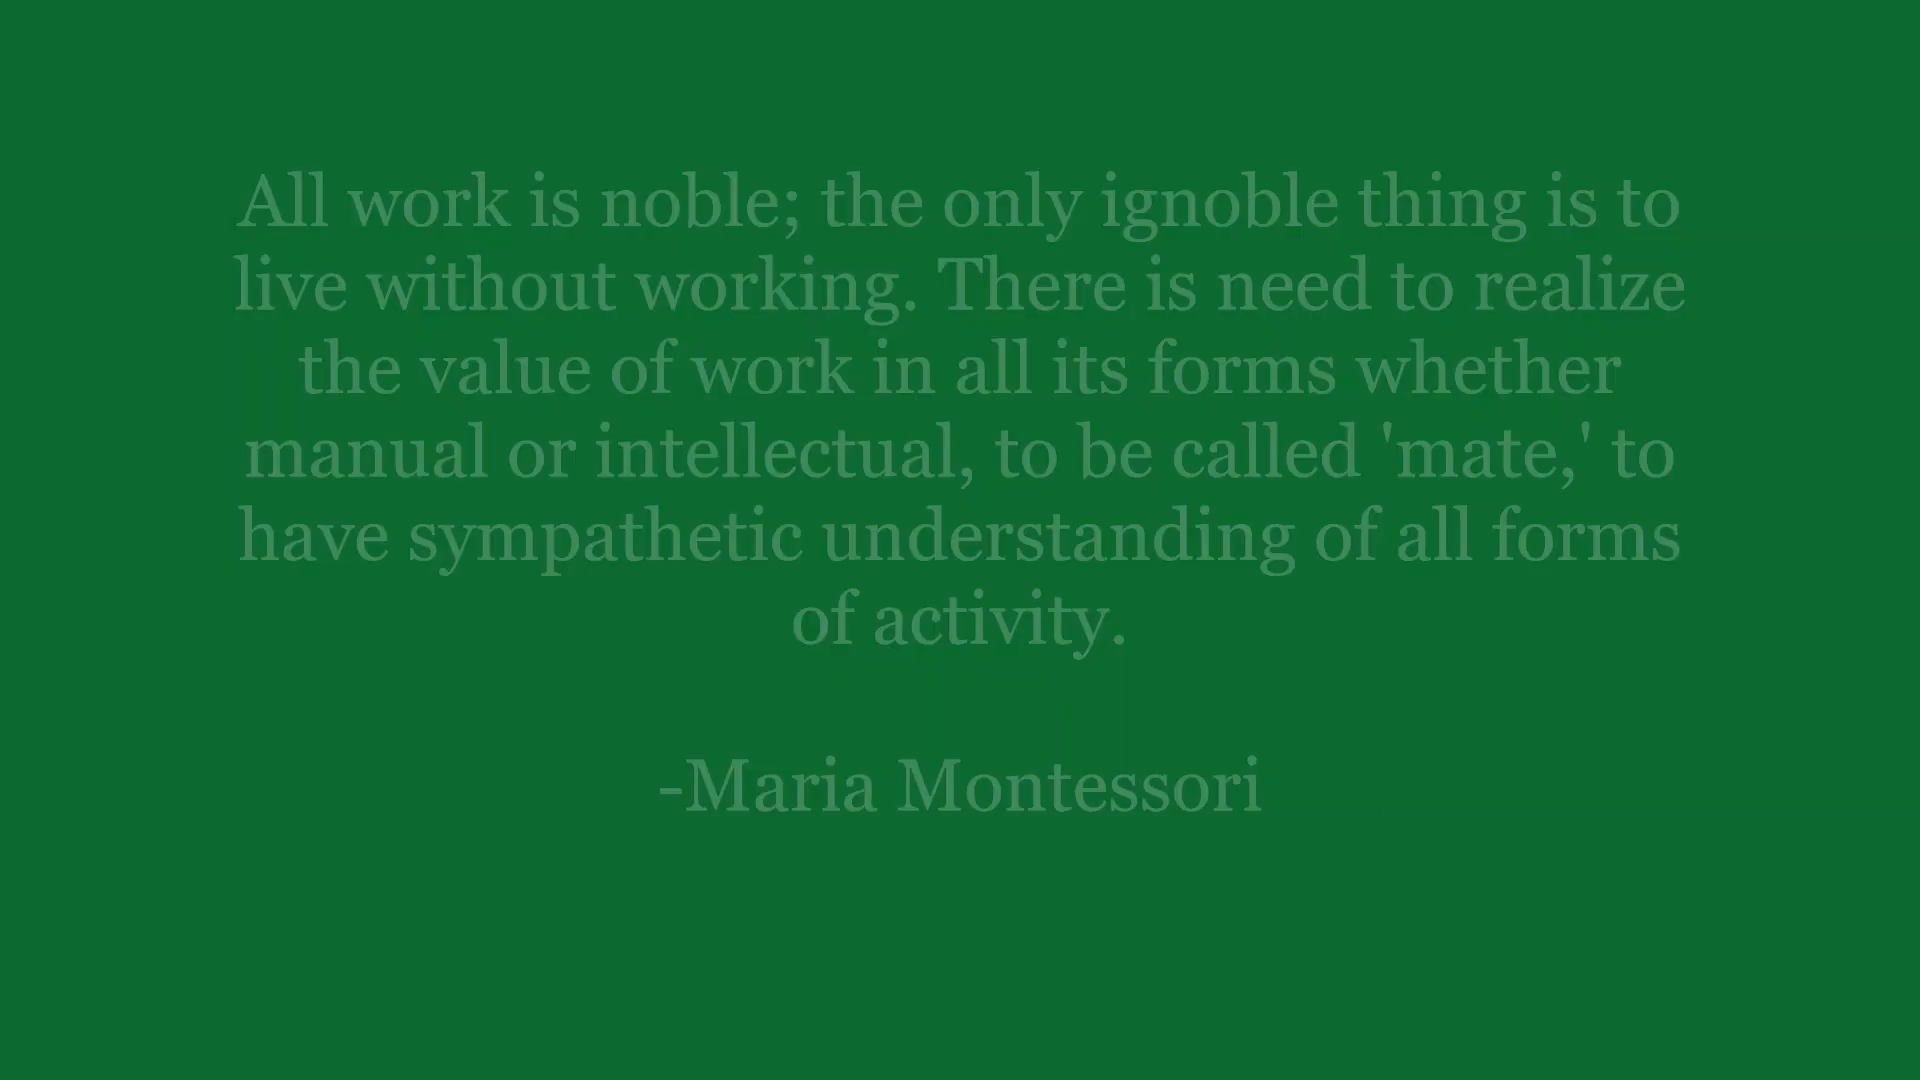 All work is noble; the only ignoble thing is to
live without working. There is need to realize
the value of work in all its forms whether
manual or intellectual, to be called 'mate,' to
have sympathetic understanding of all forms
of activity.
-Maria Montessori